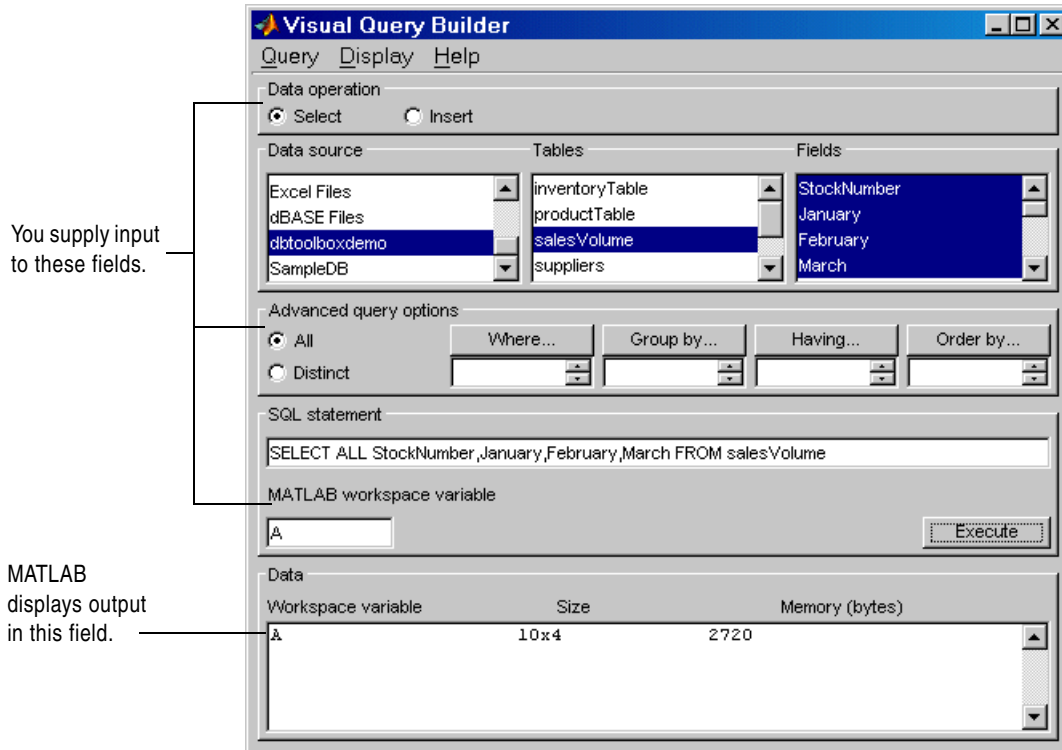 Visual Query Builder
Query Display Help
Data operation
Select Insert
Data source Tables Fields
Excel Files
dBASE Files
dbtoolboxdemo
SampleDB
inventoryTable
productTable
salesVolume
suppliers
StockNumber
January
February
March
You supply input
to these fields.
Advanced query options
All Where... Group by... Having... Order by...
Distinct
SQL statement
SELECT ALL StockNumber,January,February,March FROM salesVolume
MATLAB workspace variable
A Execute
MATLAB
displays output
in this field.
Data
Workspace variable Size Memory (bytes)
A 10x4 2720